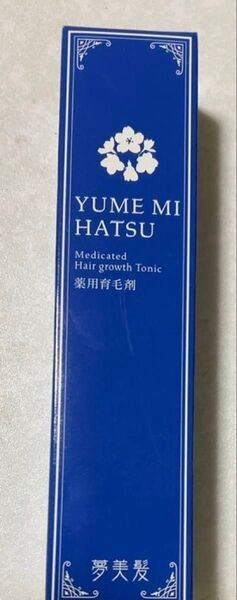 YUME MI
HATSU
Medicated
Hair growth Tonic
薬用育毛剤
夢美髪